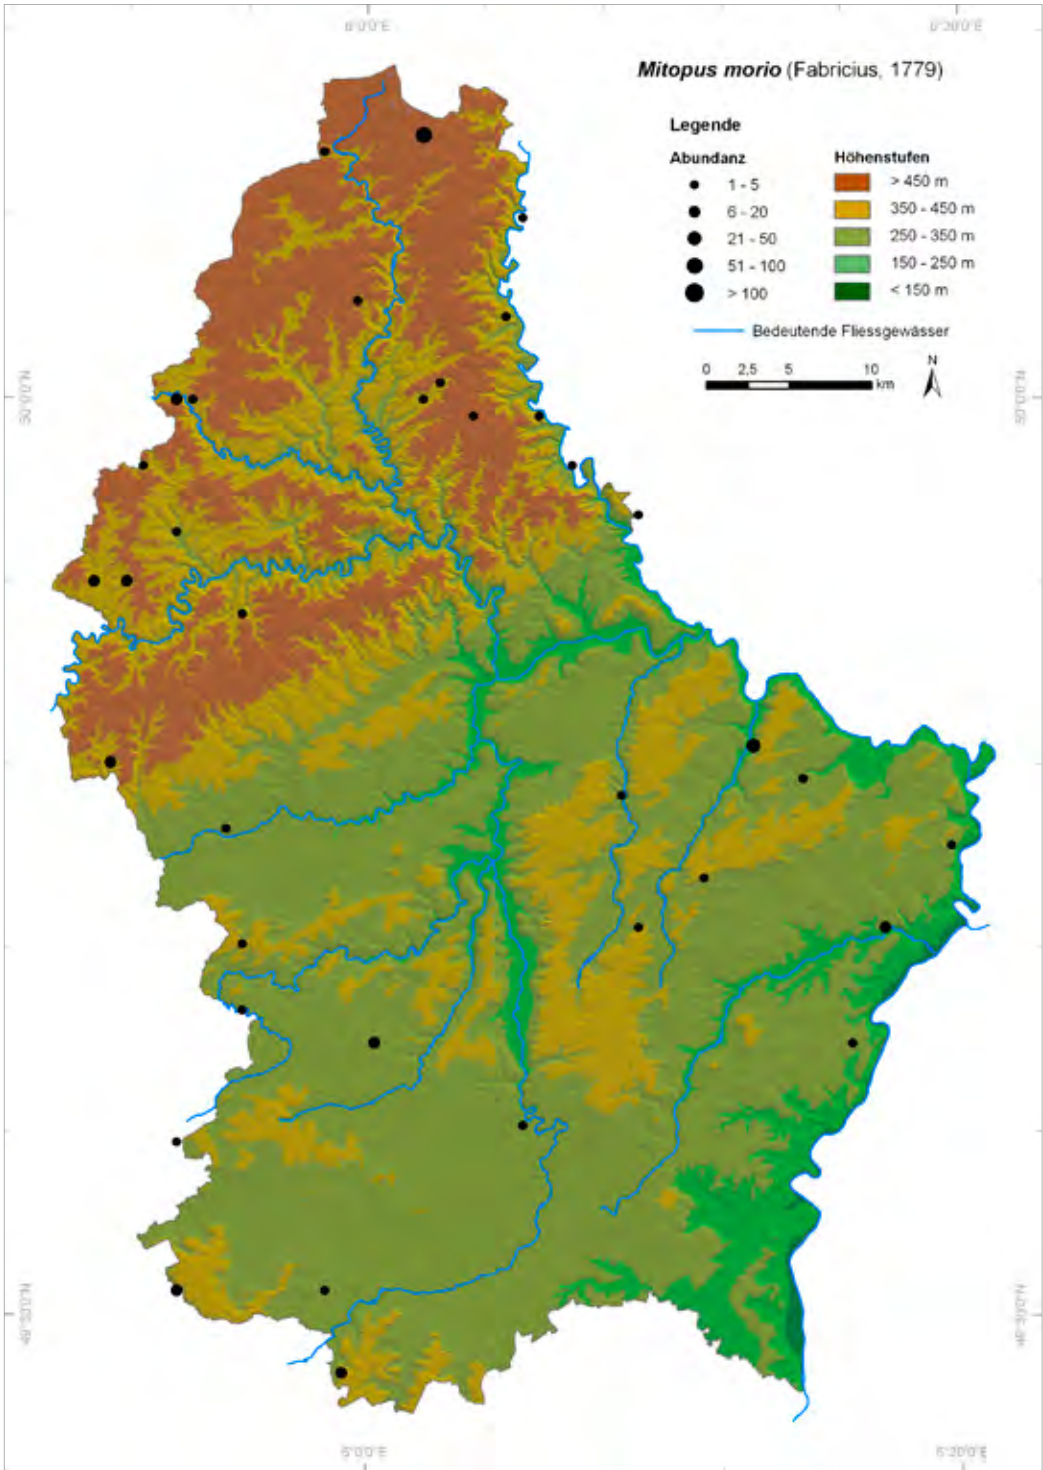 6°0'0"E
Mitopus morio (Fabricius, 1779)
Legende
Abundanz
Höhenstufen
1 - 5
> 450 m
6 - 20
350 - 450 m
21 - 50
250 - 350 m
51 - 100
150 - 250 m
> 100
< 150 m
Bedeutende Fliessgewässer
N
0 2,5 5 10
km
50°0'0"N
50°0'0"N
49°30'0"N
49°30'0"N
6°0'0"E